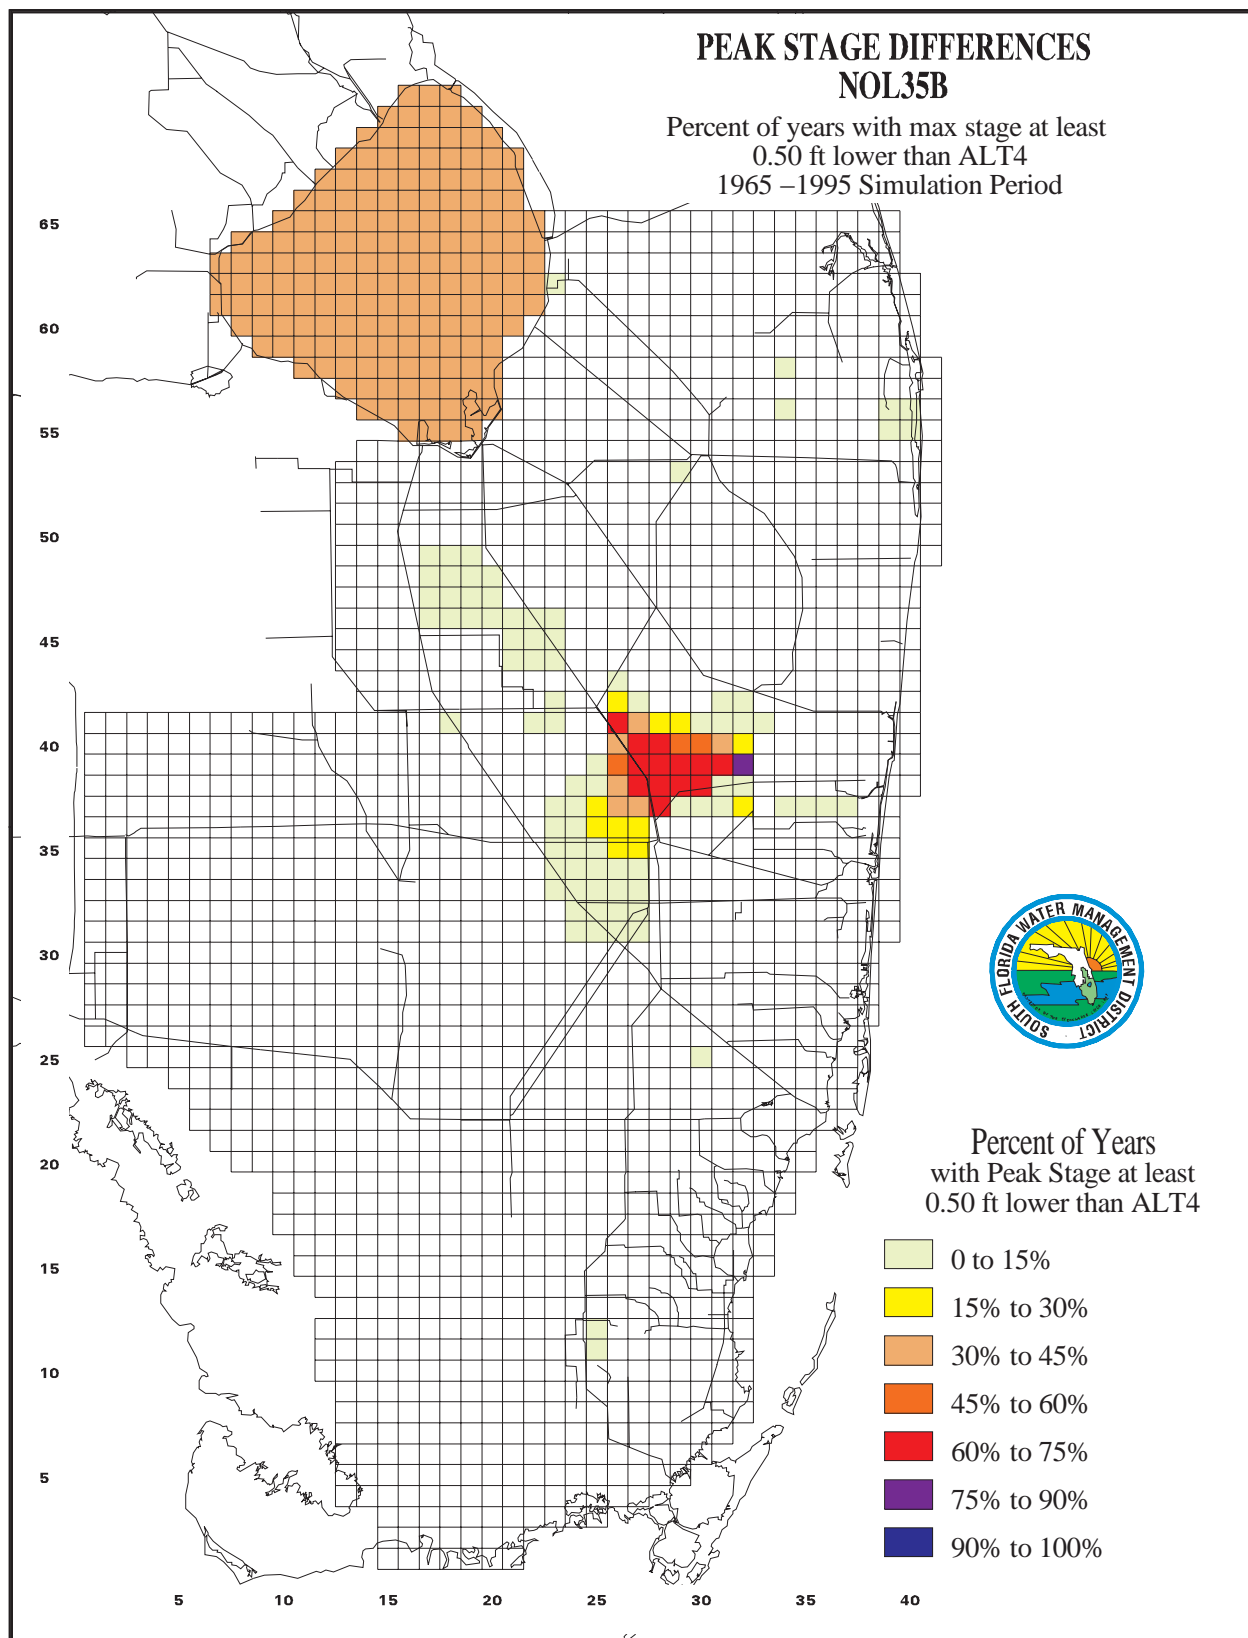 PEAK STAGE DIFFERENCES
NOL35B
Percent of years with max stage at least
0.50 ft lower than ALT4
1965 –1995 Simulation Period
65
60
55
50
45
40
35
30
25
20
15
10
5
5 10 15 20 25 30 35 40
SOUTH FLORIDA WATER MANAGEMENT DISTRICT
Percent of Years
with Peak Stage at least
0.50 ft lower than ALT4
0 to 15%
15% to 30%
30% to 45%
45% to 60%
60% to 75%
75% to 90%
90% to 100%